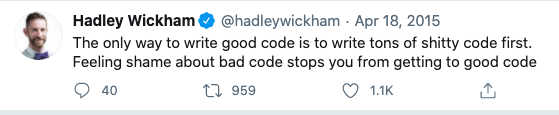 Hadley Wickham @hadleywickham · Apr 18, 2015
The only way to write good code is to write tons of shitty code first.
Feeling shame about bad code stops you from getting to good code
40 959 1.1K